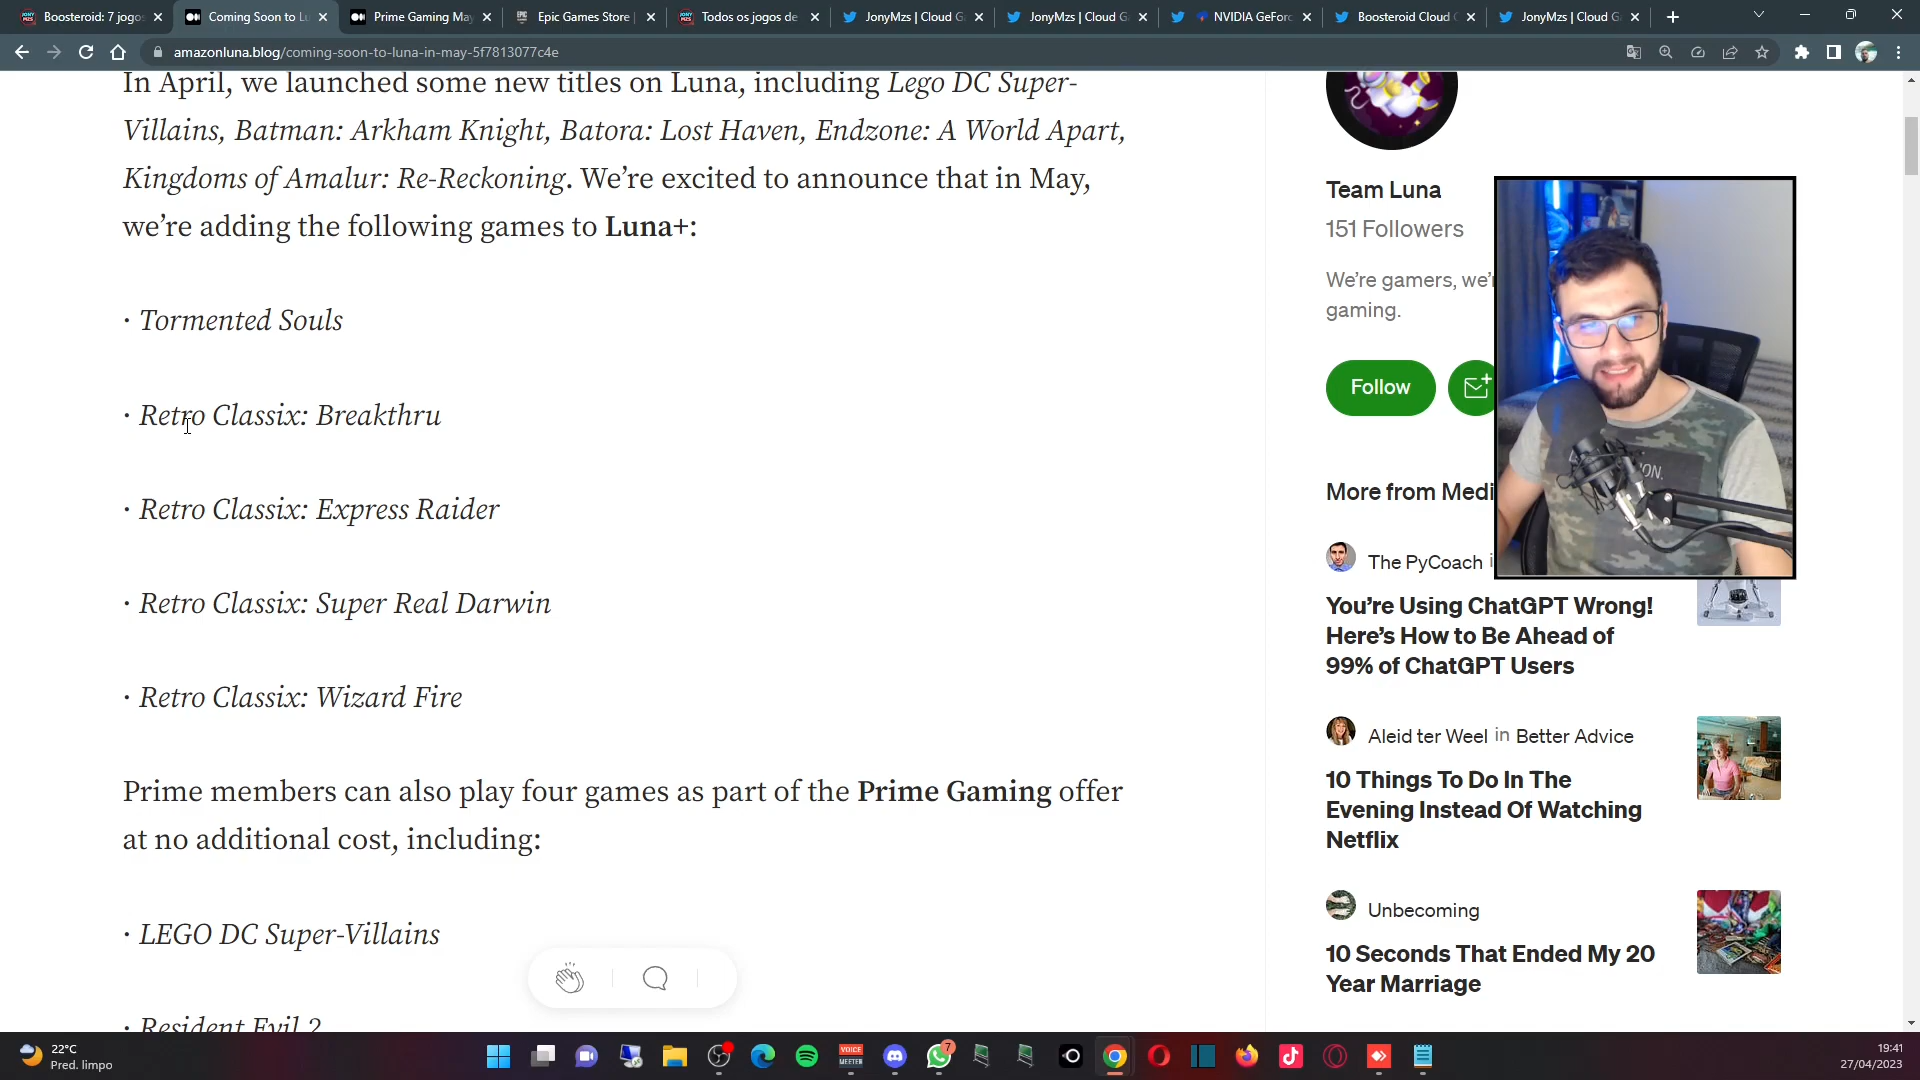 Boosteroid: 7 jogos
Coming Soon to Lu
Prime Gaming May
Epic Games Store |
Todos os jogos de
JonyMzs | Cloud G
JonyMzs | Cloud G
NVIDIA GeForc
Boosteroid Cloud
JonyMzs | Cloud G
amazonluna.blog/coming-soon-to-luna-in-may-5f7813077c4e
In April, we launched some new titles on Luna, including Lego DC Super-
Villains, Batman: Arkham Knight, Batora: Lost Haven, Endzone: A World Apart,
Kingdoms of Amalur: Re-Reckoning. We’re excited to announce that in May,
we’re adding the following games to Luna+:
· Tormented Souls
· Retro Classix: Breakthru
· Retro Classix: Express Raider
· Retro Classix: Super Real Darwin
· Retro Classix: Wizard Fire
Prime members can also play four games as part of the Prime Gaming offer
at no additional cost, including:
· LEGO DC Super-Villains
· Resident Evil 2
Team Luna
151 Followers
We’re gamers, we’r
gaming.
Follow
More from Medi
The PyCoach i
You’re Using ChatGPT Wrong!
Here’s How to Be Ahead of
99% of ChatGPT Users
Aleid ter Weel in Better Advice
10 Things To Do In The
Evening Instead Of Watching
Netflix
Unbecoming
10 Seconds That Ended My 20
Year Marriage
22°C
Pred. limpo
VOICE
MEETER
7
19:41
27/04/2023